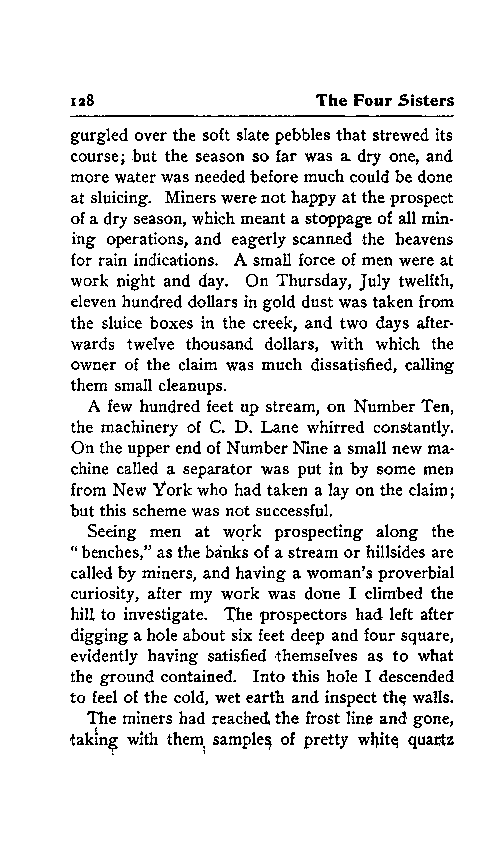 128 The Four Sisters
gurgled over the soft slate pebbles that strewed its
course; but the season so far was a dry one, and
more water was needed before much could be done
at sluicing. Miners were not happy at the prospect
of a dry season, which meant a stoppage of all min-
ing operations, and eagerly scanned the heavens
for rain indications. A small force of men were at
work night and day. On Thursday, July twelfth,
eleven hundred dollars in gold dust was taken from
the sluice boxes in the creek, and two days after-
wards twelve thousand dollars, with which the
owner of the claim was much dissatisfied, calling
them small cleanups.
A few hundred feet up stream, on Number Ten,
the machinery of C. D. Lane whirred constantly.
On the upper end of Number Nine a small new ma-
chine called a separator was put in by some men
from New York who had taken a lay on the claim;
but this scheme was not successful.
Seeing men at work prospecting along the
"benches," as the banks of a stream or hillsides are
called by miners, and having a woman's proverbial
curiosity, after my work was done I climbed the
hill to investigate. The prospectors had left after
digging a hole about six feet deep and four square,
evidently having satisfied themselves as to what
the ground contained. Into this hole I descended
to feel of the cold, wet earth and inspect the walls.
The miners had reached the frost line and gone,
taking with them samples of pretty white quartz